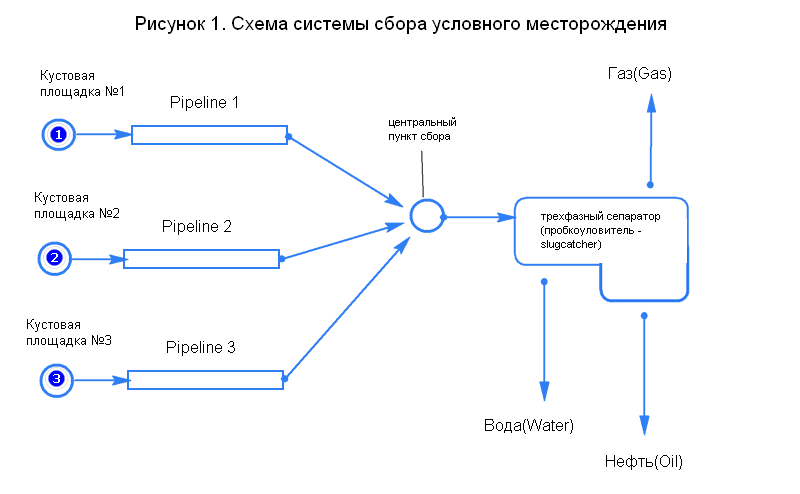 Рисунок 1. Схема системы сбора условного месторождения
Газ(Gas)
Кустовая
площадка №1
Pipeline 1
1
центральный
пункт сбора
Кустовая
площадка №2
Pipeline 2
2
трехфазный сепаратор
(пробкоуловитель -
slugcatcher)
Кустовая
площадка №3
Pipeline 3
3
Вода(Water)
Нефть(Oil)